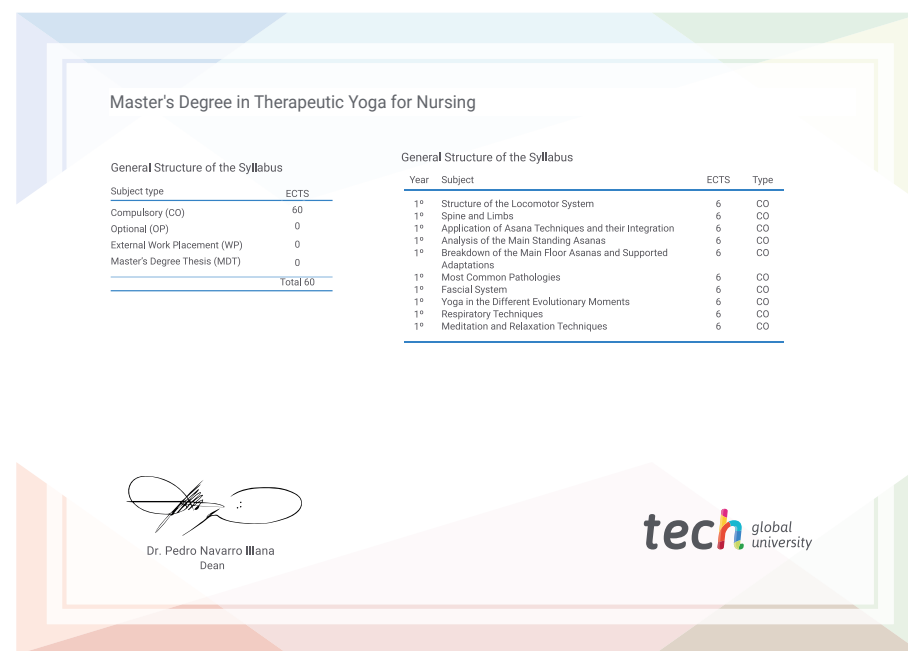 Master's Degree in Therapeutic Yoga for Nursing
General Structure of the Syllabus
Subject type ECTS
Compulsory (CO) 60
Optional (OP) 0
External Work Placement (WP) 0
Master's Degree Thesis (MDT) 0
Total 60
General Structure of the Syllabus
Year Subject ECTS Type
1º Structure of the Locomotor System 6 CO
1º Spine and Limbs 6 CO
1º Application of Asana Techniques and their Integration 6 CO
1º Analysis of the Main Standing Asanas 6 CO
1º Breakdown of the Main Floor Asanas and Supported 6 CO
Adaptations
1º Most Common Pathologies 6 CO
1º Fascial System 6 CO
1º Yoga in the Different Evolutionary Moments 6 CO
1º Respiratory Techniques 6 CO
1º Meditation and Relaxation Techniques 6 CO
Dr. Pedro Navarro Illana
Dean
tech global
university